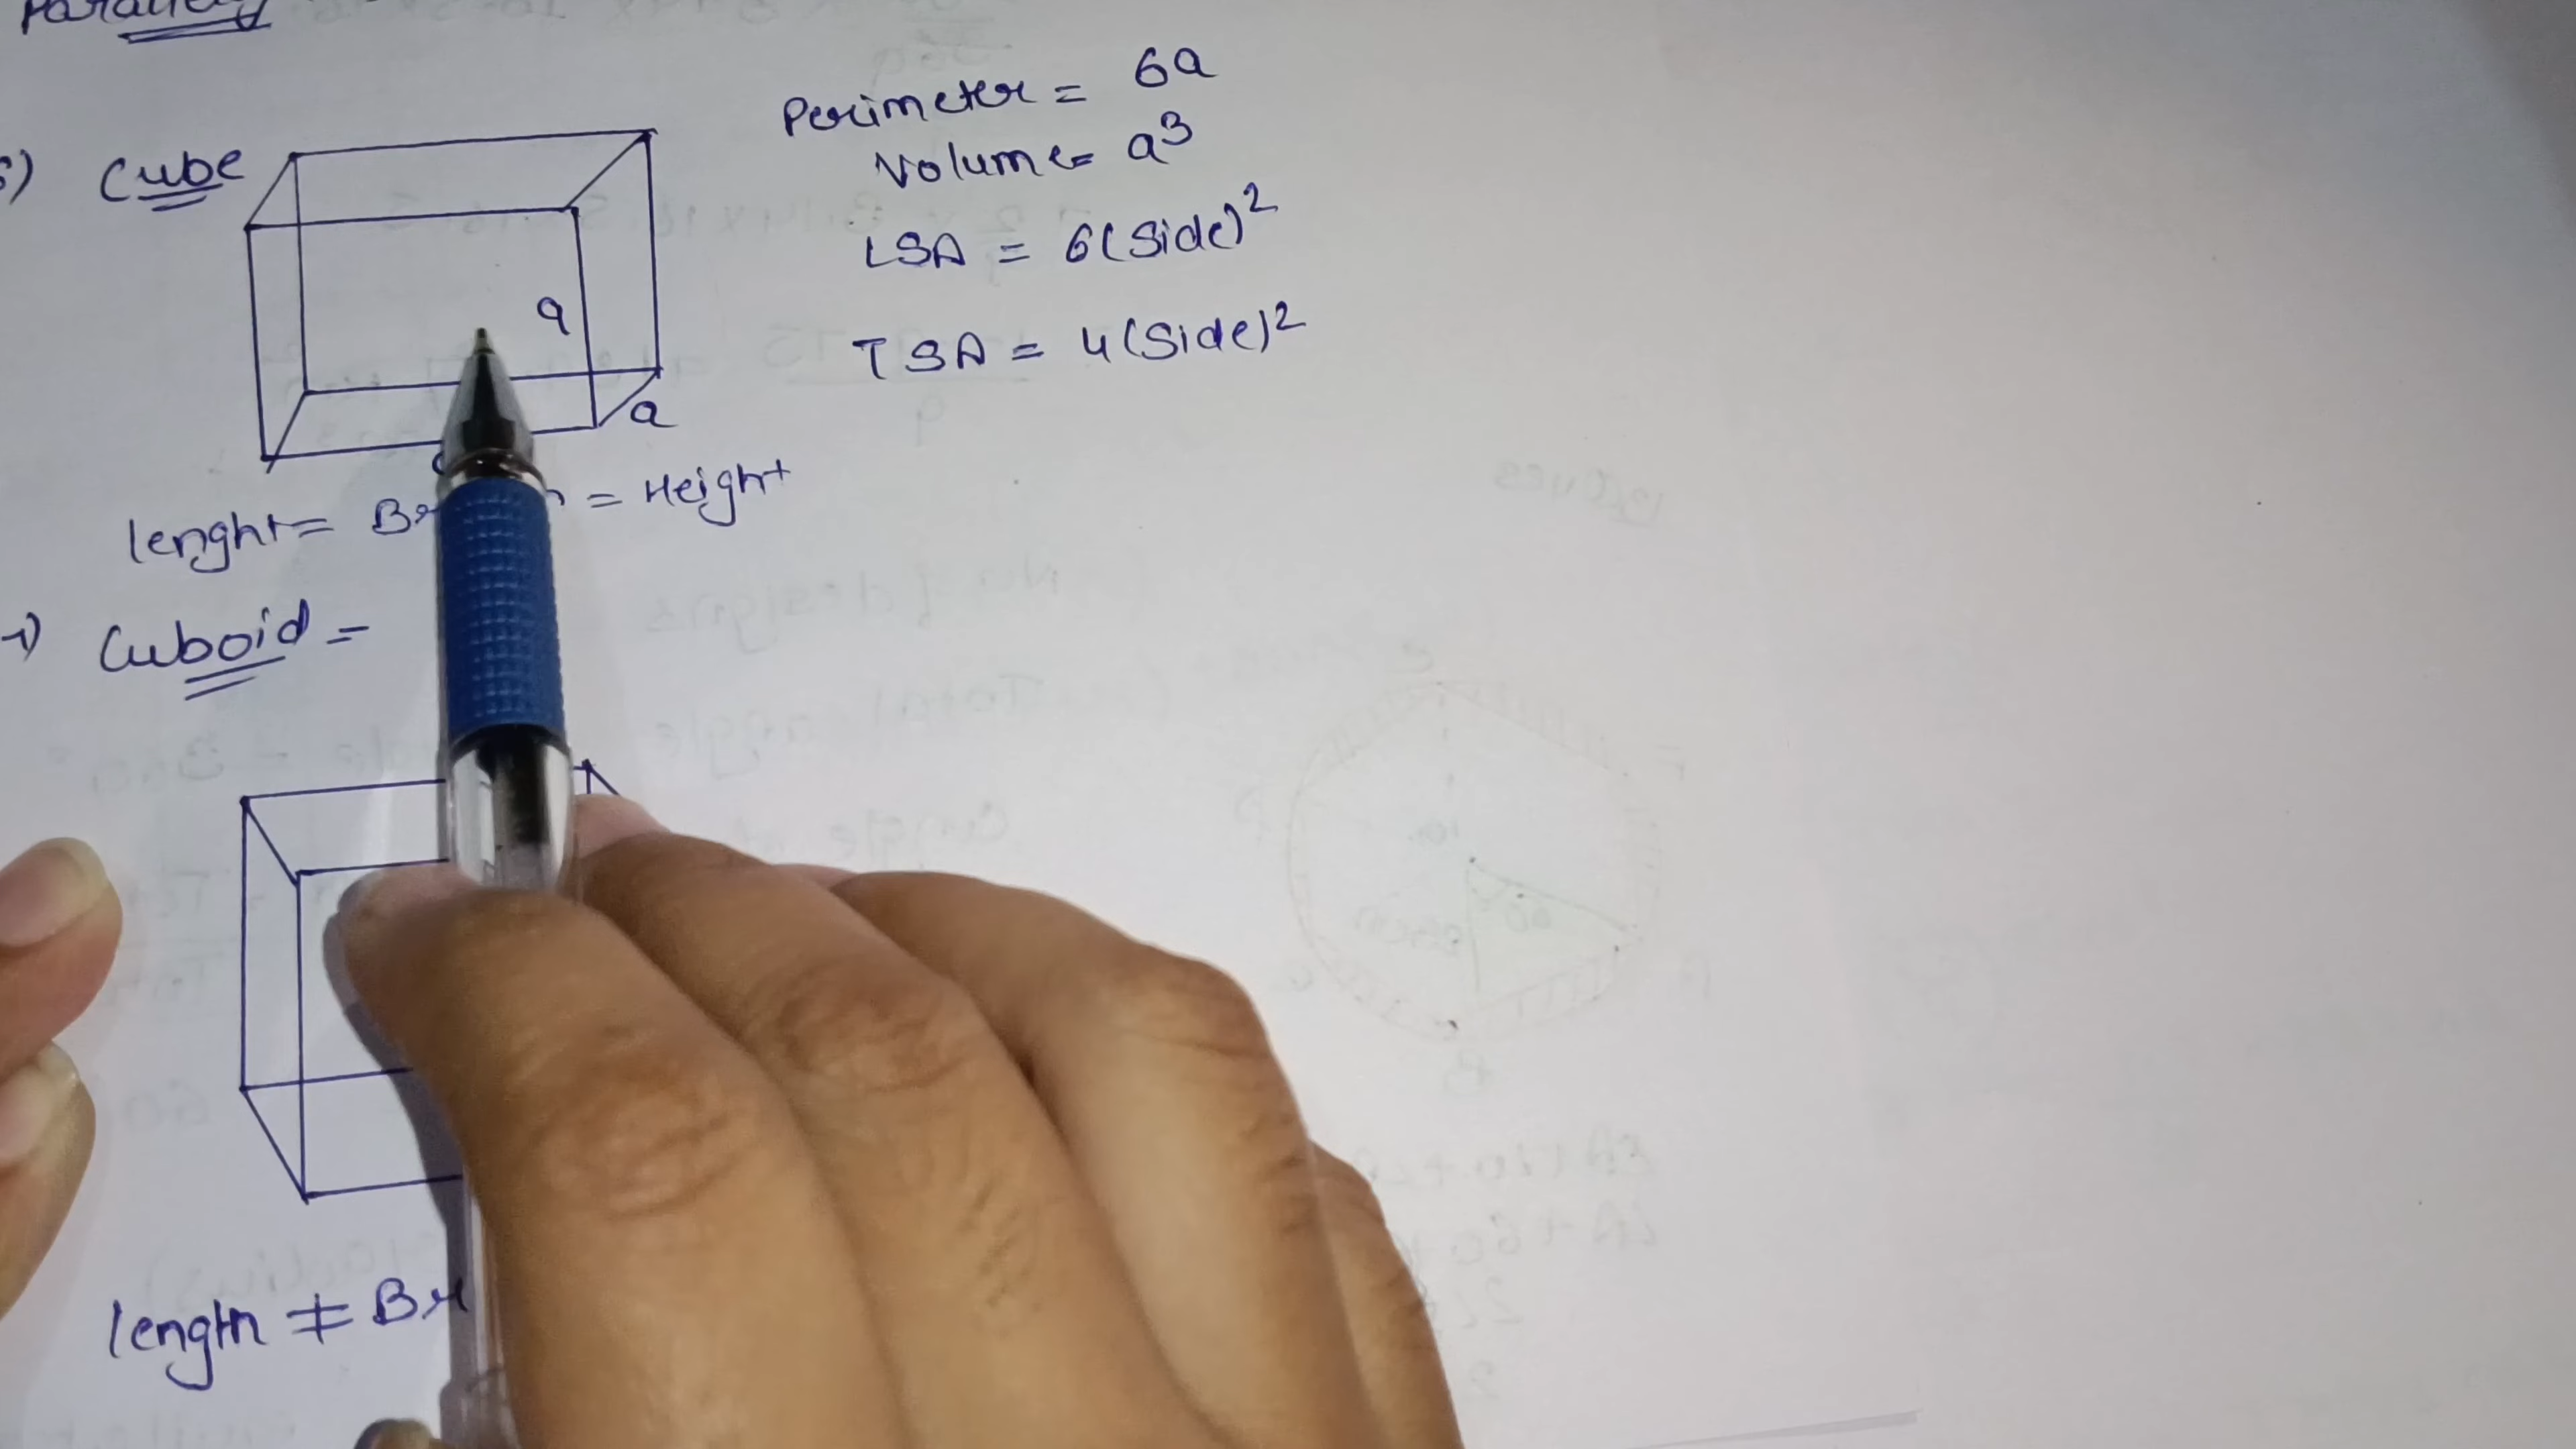 Cube
Perimeter = 6a
Volume = a³
LSA = 6(Side)²
TSA = 4(Side)²
a
a
lenght = = Height
Cuboid =
length ≠